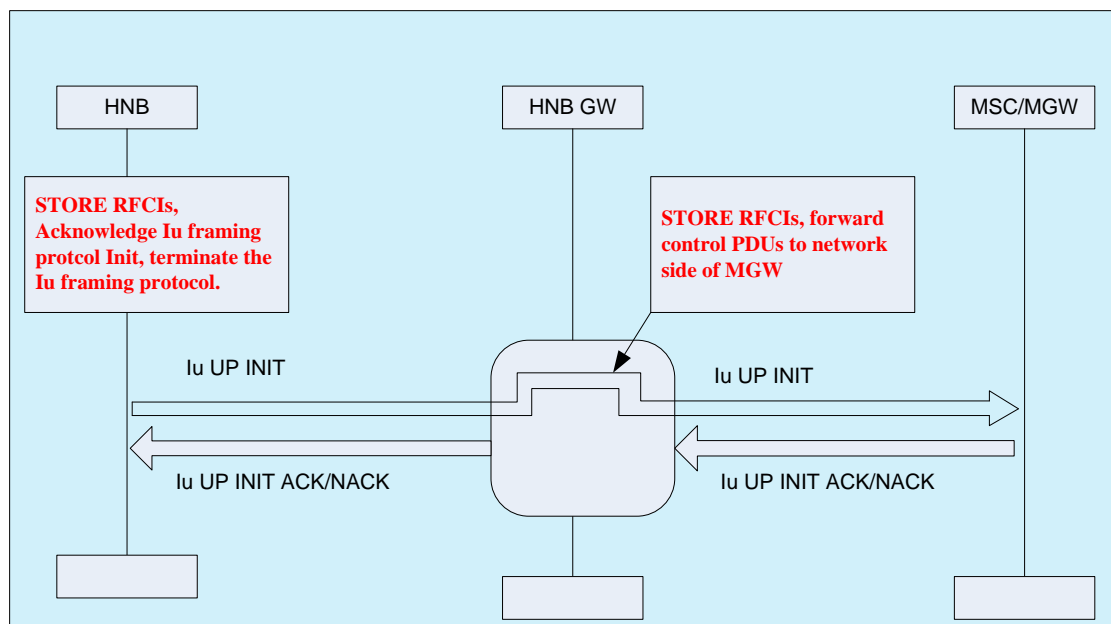 HNB
HNB GW
MSC/MGW
STORE RFCIs,
Acknowledge Iu framing
protcol Init, terminate the
Iu framing protocol.
STORE RFCIs, forward
control PDUs to network
side of MGW
Iu UP INIT
Iu UP INIT
Iu UP INIT ACK/NACK
Iu UP INIT ACK/NACK